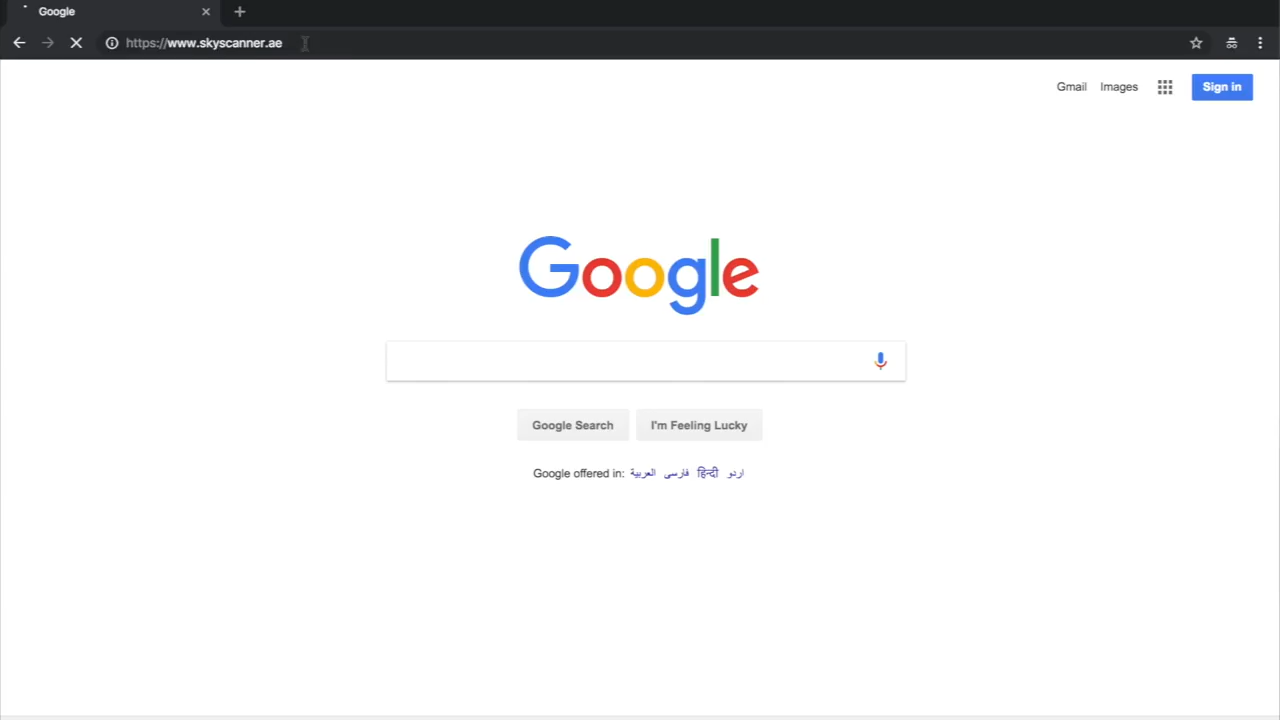 Google
https://www.skyscanner.ae
Gmail Images Sign in
Google
Google Search I'm Feeling Lucky
Google offered in: العربية فارسی हिन्दी اردو